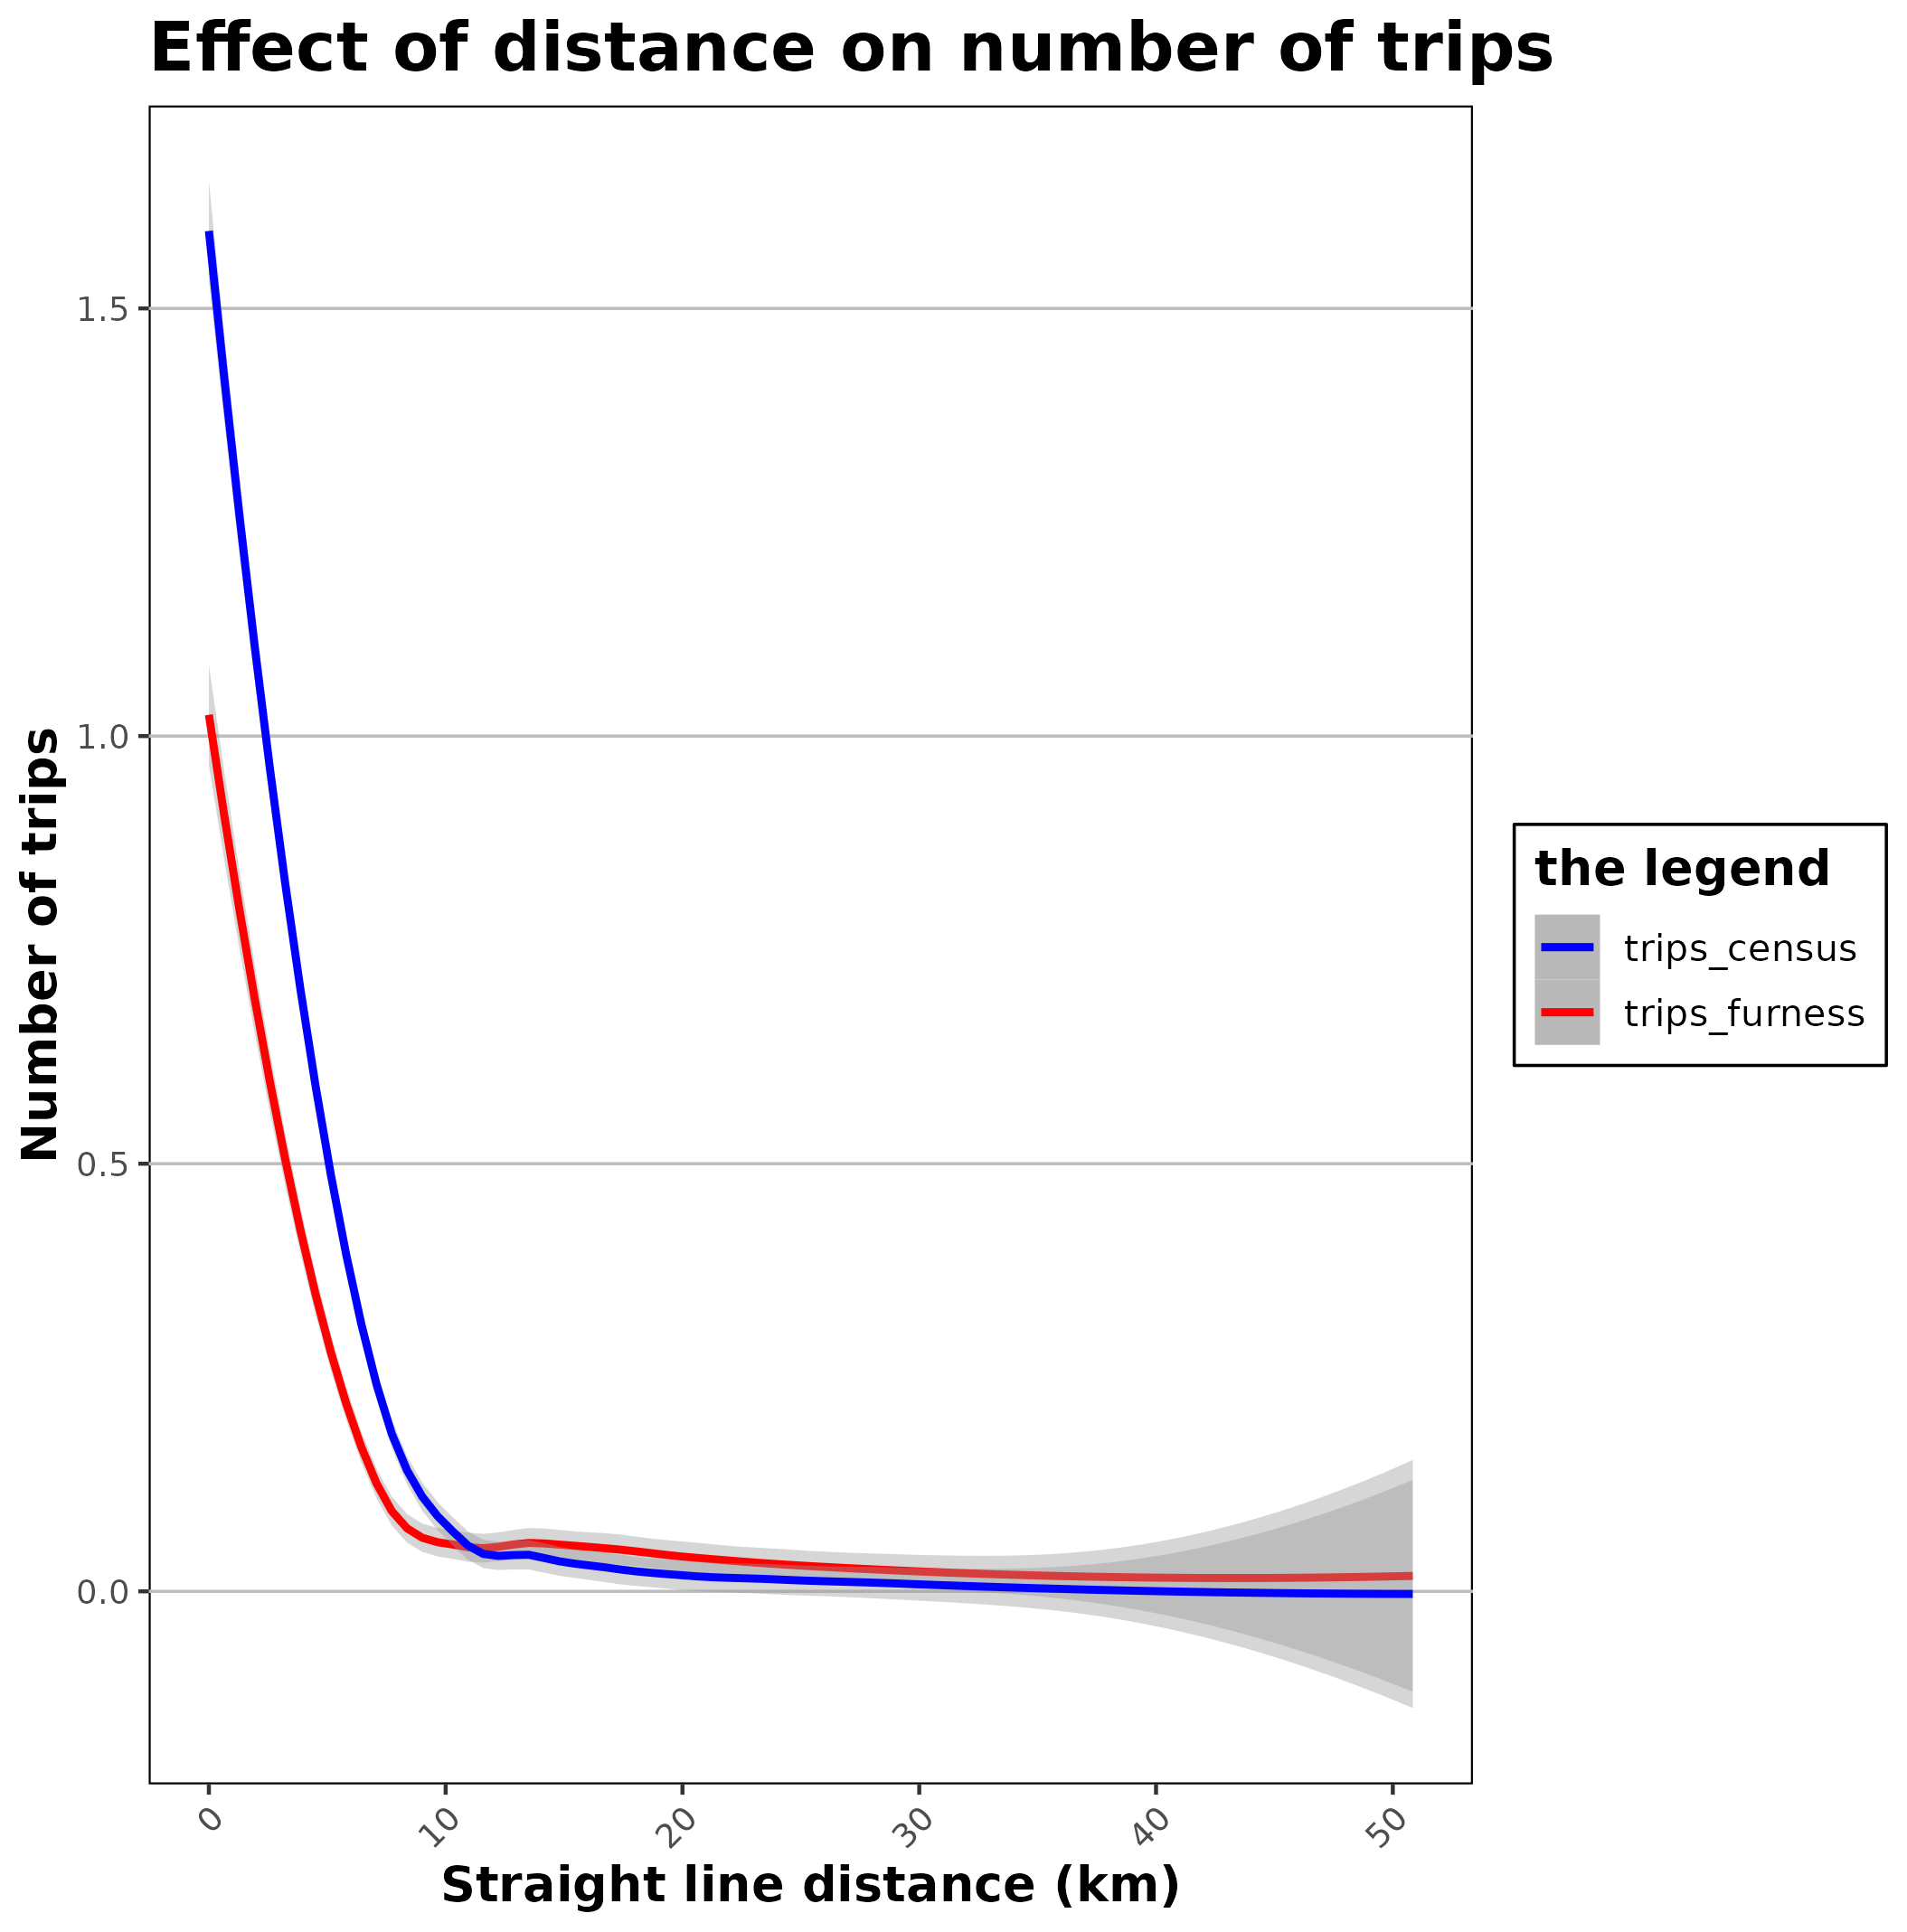 Effect of distance on number of trips
Number of trips
1.5
1.0
0.5
0.0
0
10
20
30
40
50
Straight line distance (km)
the legend
trips_census
trips_furness